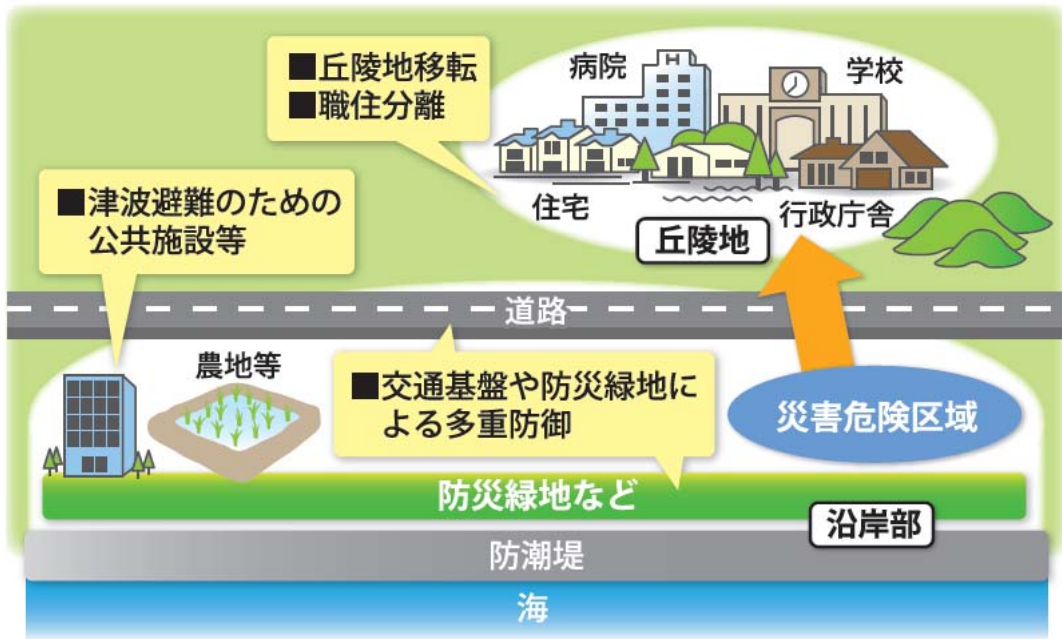 ■丘陵地移転
■職住分離
病院
学校
住宅
行政庁舎
丘陵地
■津波避難のための
公共施設等
道路
農地等
■交通基盤や防災緑地に
よる多重防御
災害危険区域
防災緑地など
沿岸部
防潮堤
海
H